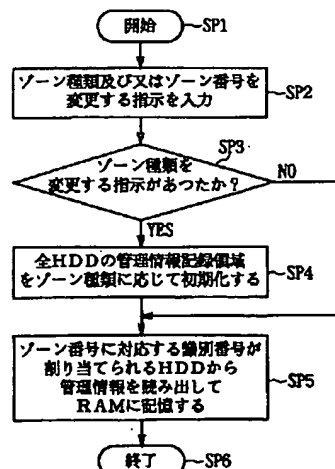 開始
SP1
ゾーン種類及び又はゾーン番号を
変更する指示を入力
SP2
SP3
ゾーン種類を
変更する指示があつたか?
NO
YES
全HDDの管理情報記録領域
をゾーン種類に応じて初期化する
SP4
ゾーン番号に対応する識別番号が
割り当てられるHDDから
管理情報を読み出して
RAMに記憶する
SP5
終了
SP6